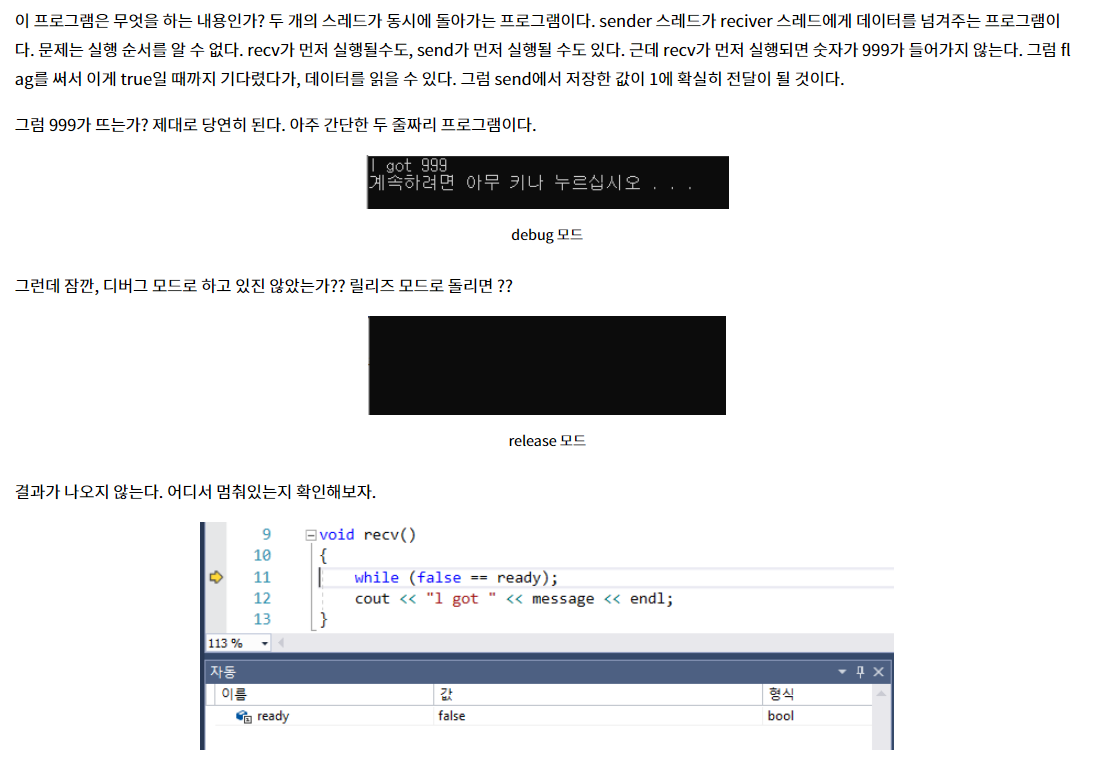 이 프로그램은 무엇을 하는 내용인가? 두 개의 스레드가 동시에 돌아가는 프로그램이다. sender 스레드가 reciver 스레드에게 데이터를 넘겨주는 프로그램이
다. 문제는 실행 순서를 알 수 없다. recv가 먼저 실행될수도, send가 먼저 실행될 수도 있다. 근데 recv가 먼저 실행되면 숫자가 999가 들어가지 않는다. 그럼 fl
ag를 써서 이게 true일 때까지 기다렸다가, 데이터를 읽을 수 있다. 그럼 send에서 저장한 값이 1에 확실히 전달이 될 것이다.
그럼 999가 뜨는가? 제대로 당연히 된다. 아주 간단한 두 줄짜리 프로그램이다.
I got 999
계속하려면 아무 키나 누르십시오 . . .
debug 모드
그런데 잠깐, 디버그 모드로 하고 있진 않았는가?? 릴리즈 모드로 돌리면 ??
release 모드
결과가 나오지 않는다. 어디서 멈춰있는지 확인해보자.
9 void recv()
10 {
11 while (false == ready);
12 cout << "l got " << message << endl;
13 }
113 %
자동
이름 값 형식
ready false bool